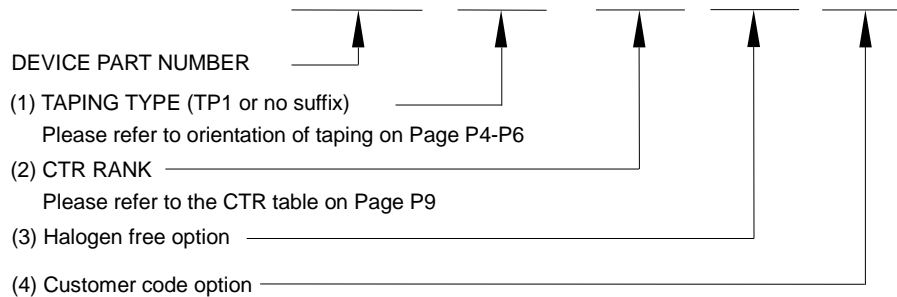 DEVICE PART NUMBER
(1) TAPING TYPE (TP1 or no suffix)
Please refer to orientation of taping on Page P4-P6
(2) CTR RANK
Please refer to the CTR table on Page P9
(3) Halogen free option
(4) Customer code option